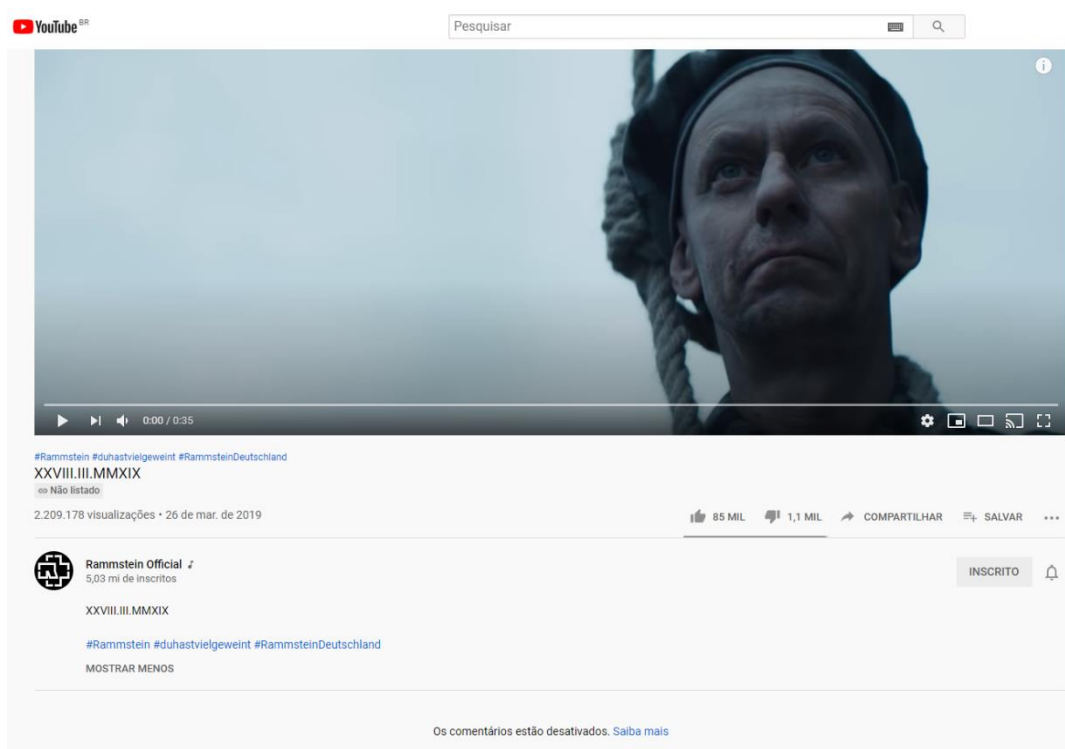 YouTube BR
Pesquisar
0:00 / 0:35
#Rammstein #duhastvielgeweint #RammsteinDeutschland
XXVIII.III.MMXIX
Não listado
2.209.178 visualizações • 26 de mar. de 2019
85 MIL 1,1 MIL COMPARTILHAR SALVAR
Rammstein Official
5,03 mi de inscritos
INSCRITO
XXVIII.III.MMXIX
#Rammstein #duhastvielgeweint #RammsteinDeutschland
MOSTRAR MENOS
Os comentários estão desativados. Saiba mais